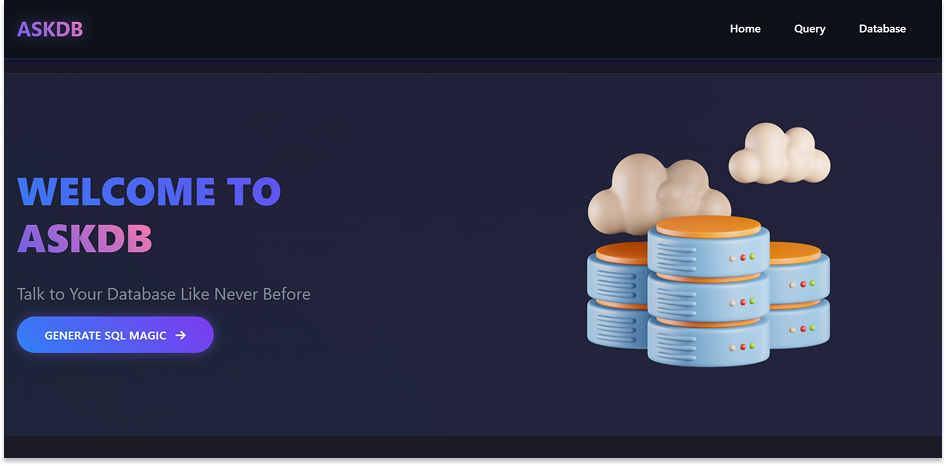 ASKDB
Home Query Database
WELCOME TO
ASKDB
Talk to Your Database Like Never Before
GENERATE SQL MAGIC →